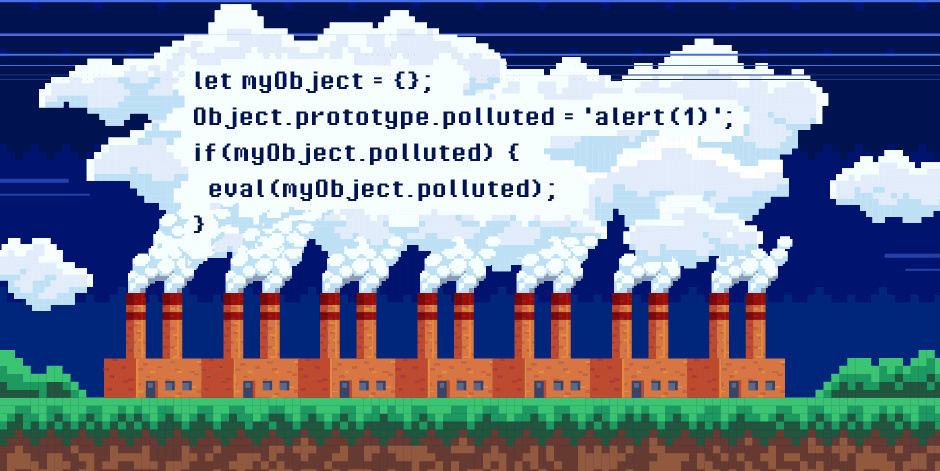 let myObject = {};
Object.prototype.polluted = 'alert(1)';
if(myObject.polluted) {
 eval(myObject.polluted);
}